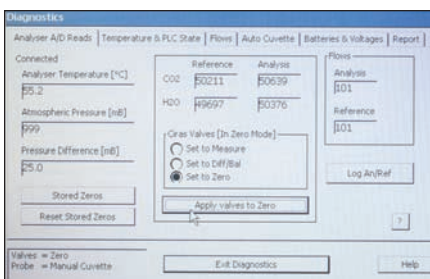 Diagnostics
Analyser A/D Reads | Temperature & PLC State | Flows | Auto Cuvette | Batteries & Voltages | Report
Connected
Analyser Temperature [°C]
55.2
Atmospheric Pressure [mB]
999
Pressure Difference [mB]
25.0
Stored Zeros
Reset Stored Zeros
Reference Analysis
CO2 50211 50639
H2O 49697 50376
Ciras Valves [In Zero Mode]
Set to Measure
Set to Diff/Bal
Set to Zero
Apply valves to Zero
Flows
Analysis
101
Reference
101
Log An/Ref
?
Valves = Zero
Probe = Manual Cuvette
Exit Diagnostics
Help